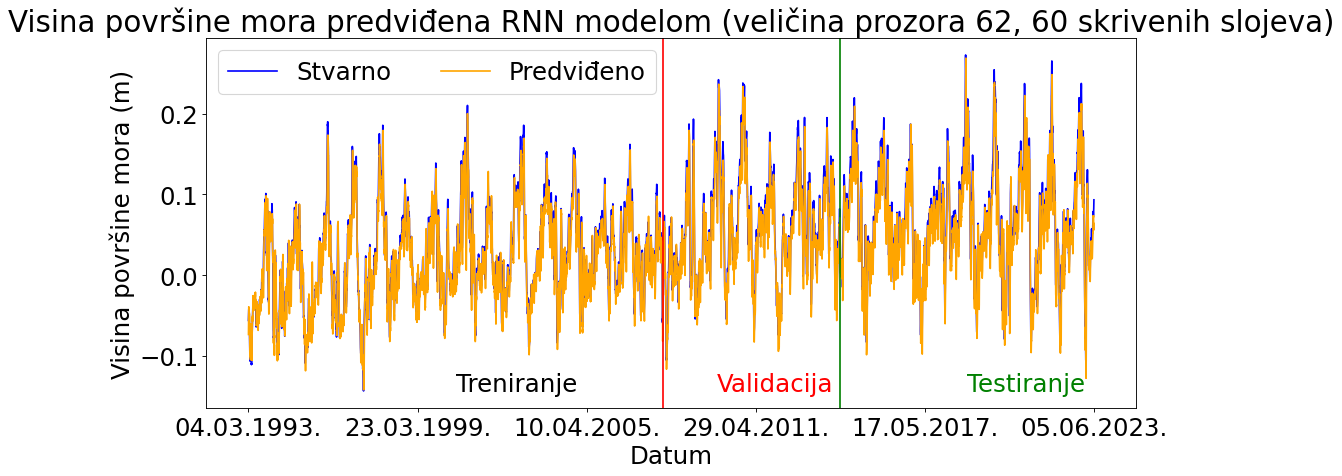 Visina površine mora predviđena RNN modelom (veličina prozora 62, 60 skrivenih slojeva)
Stvarno Predviđeno
Visina površine mora (m)
0.2
0.1
0.0
−0.1
Treniranje Validacija Testiranje
04.03.1993. 23.03.1999. 10.04.2005. 29.04.2011. 17.05.2017. 05.06.2023.
Datum